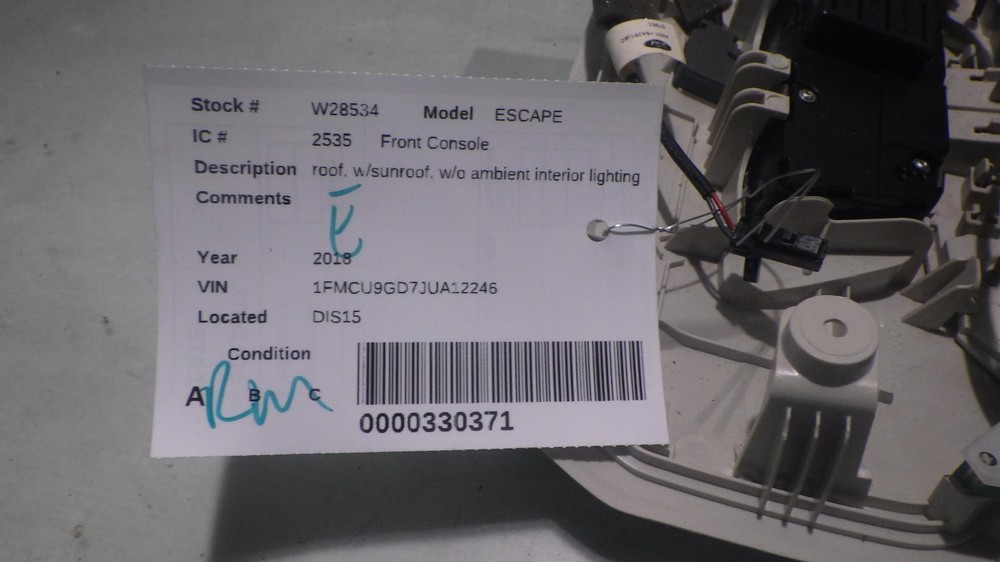 Stock # W28534 Model ESCAPE
IC # 2535 Front Console
Description roof, w/sunroof, w/o ambient interior lighting
Comments
E
Year 2018
VIN 1FMCU9GD7JUA12246
Located DIS15
Condition
A B C
0000330371